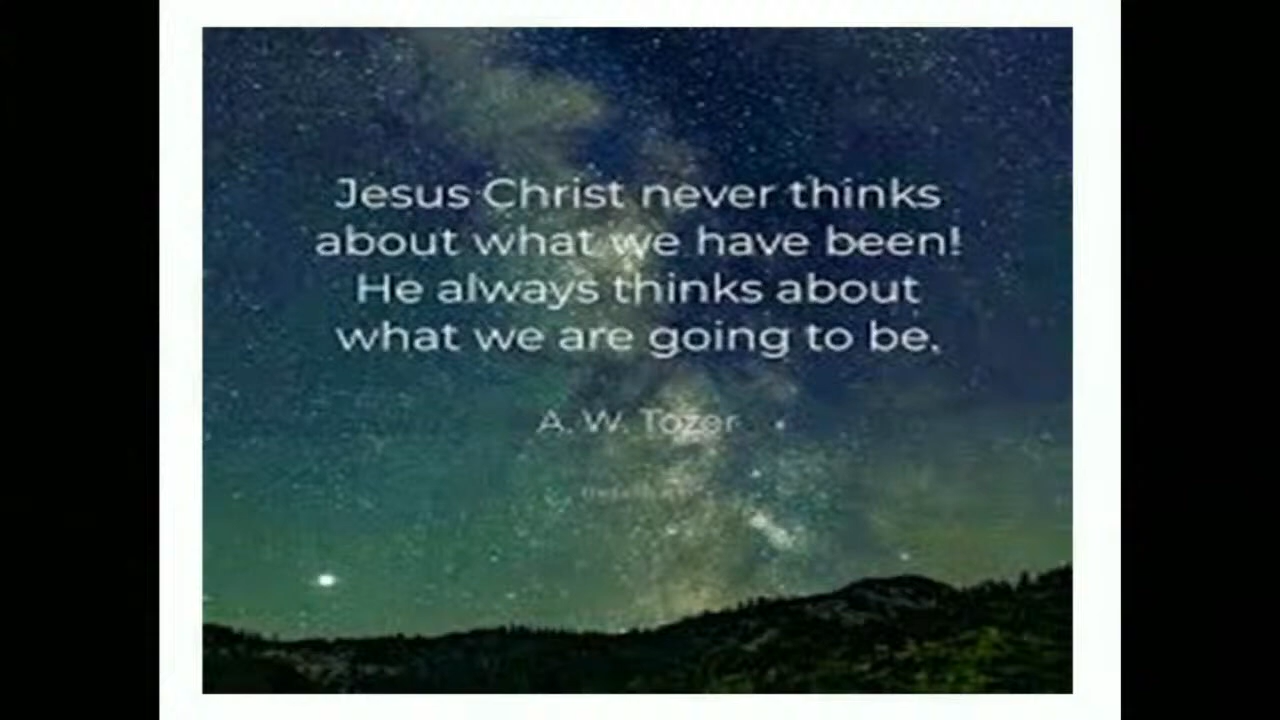 Jesus Christ never thinks
about what we have been!
He always thinks about
what we are going to be.
A. W. Tozer